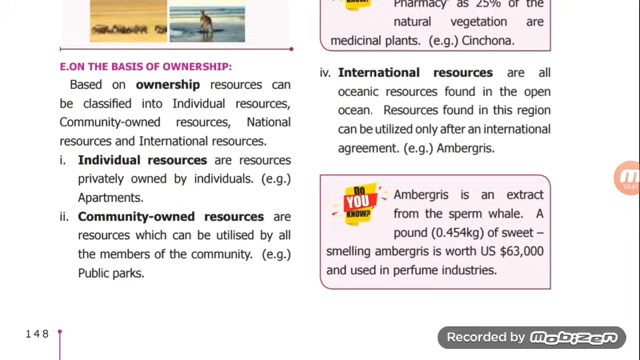 E.ON THE BASIS OF OWNERSHIP:
Based on ownership resources can
be classified into Individual resources,
Community-owned resources, National
resources and International resources.
i. Individual resources are resources
privately owned by individuals. (e.g.)
Apartments.
ii. Community-owned resources are
resources which can be utilised by all
the members of the community. (e.g.)
Public parks.
148
KNOW?
Pharmacy' as 25% of the
natural vegetation are
medicinal plants. (e.g.) Cinchona.
iv. International resources are all
oceanic resources found in the open
ocean. Resources found in this region
can be utilized only after an international
agreement. (e.g.) Ambergris.
Do
YOU
KNOW?
Ambergris is an extract
from the sperm whale. A
pound (0.454kg) of sweet –
smelling ambergris is worth US $63,000
and used in perfume industries.
M
10:41
Recorded by mobizen